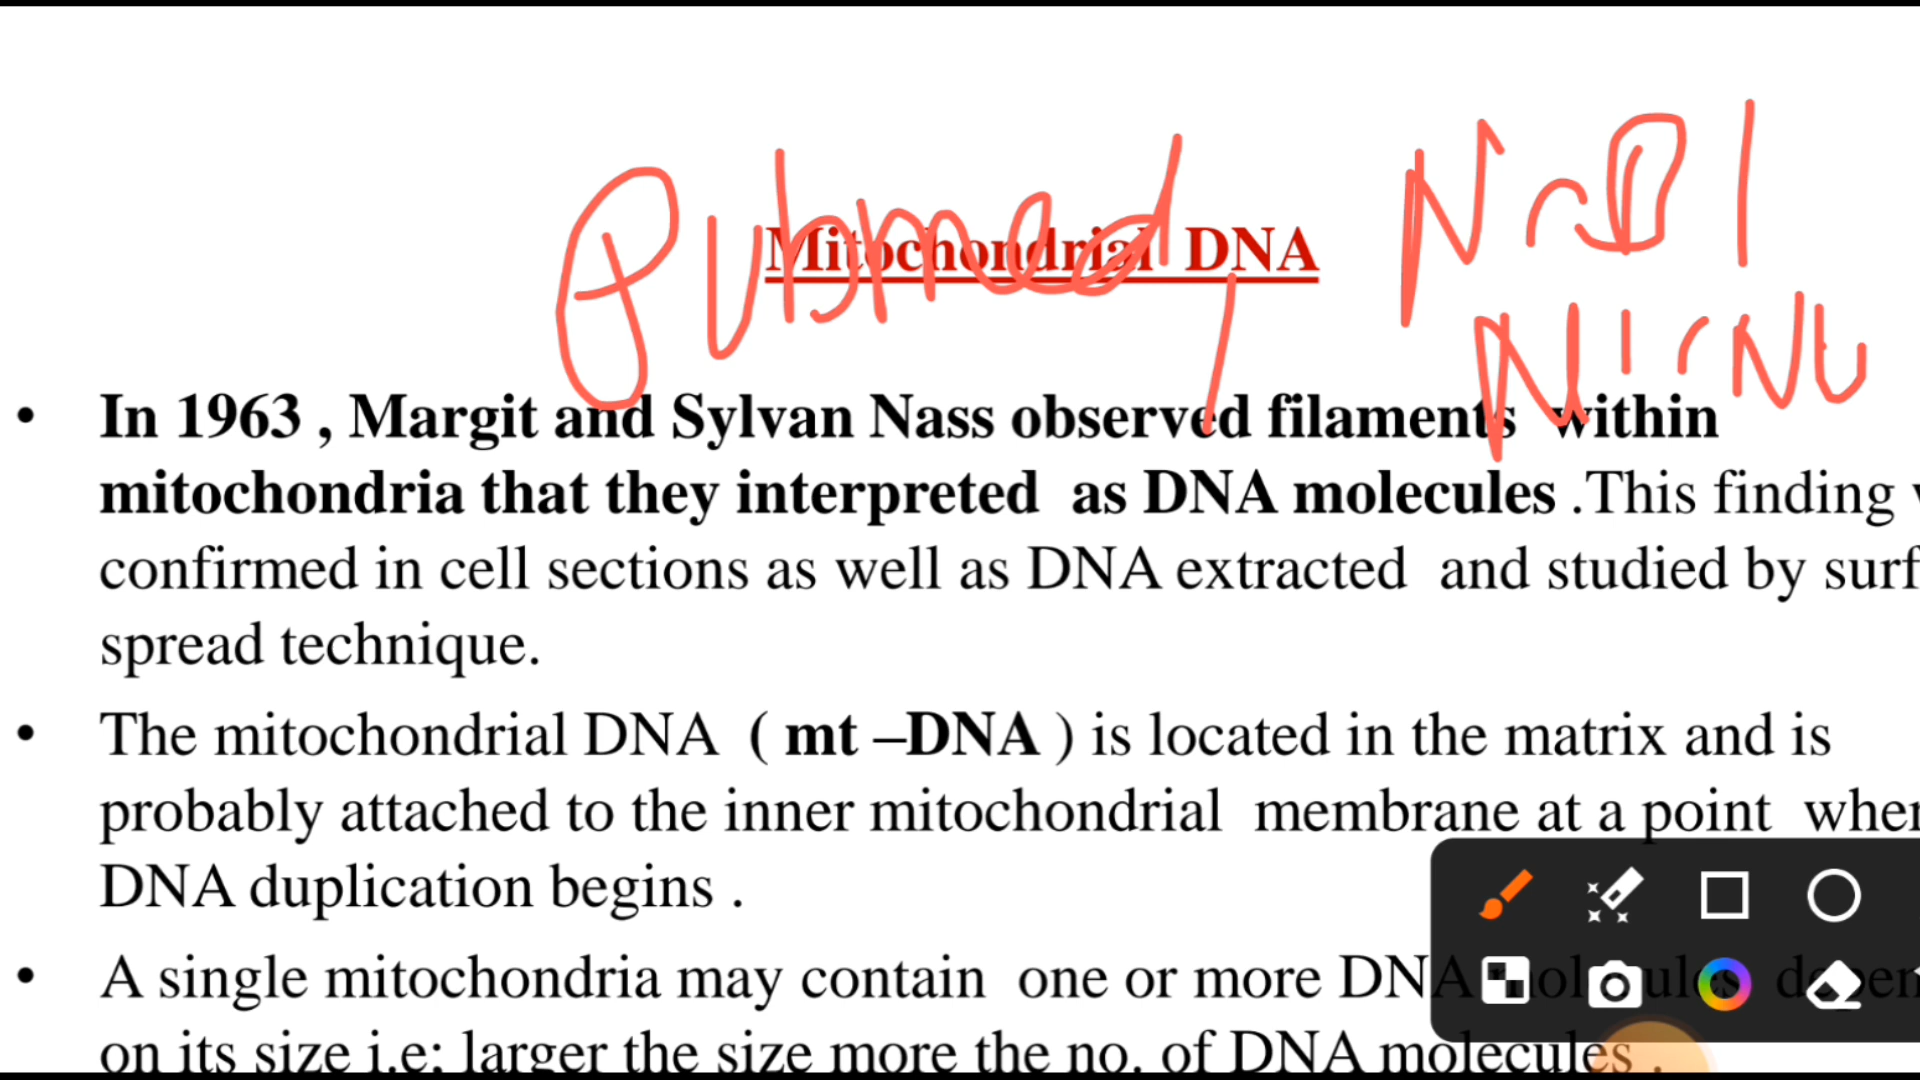 Pubmed,
Mitochondrial DNA
• In 1963 , Margit and Sylvan Nass observed filaments within
mitochondria that they interpreted as DNA molecules .This finding
confirmed in cell sections as well as DNA extracted and studied by surf
spread technique.
• The mitochondrial DNA ( mt –DNA ) is located in the matrix and is
probably attached to the inner mitochondrial membrane at a point wher
DNA duplication begins .
• A single mitochondria may contain one or more DNA molecules depen
on its size i.e; larger the size more the no. of DNA molecules .